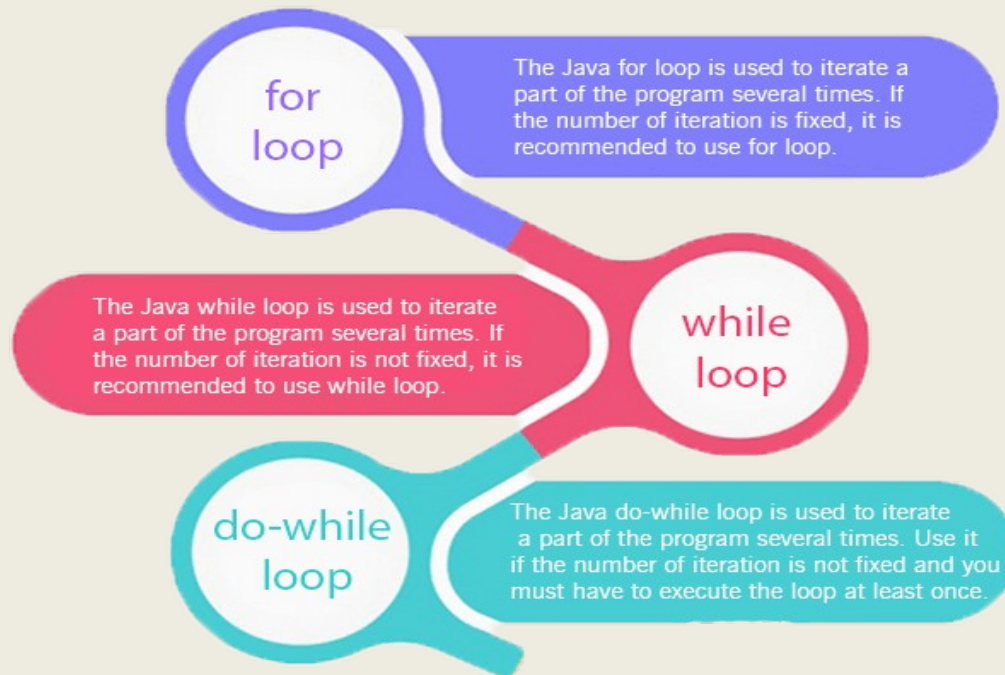 for
loop
The Java for loop is used to iterate a
part of the program several times. If
the number of iteration is fixed, it is
recommended to use for loop.
The Java while loop is used to iterate
a part of the program several times. If
the number of iteration is not fixed, it is
recommended to use while loop.
while
loop
do-while
loop
The Java do-while loop is used to iterate
a part of the program several times. Use it
if the number of iteration is not fixed and you
must have to execute the loop at least once.